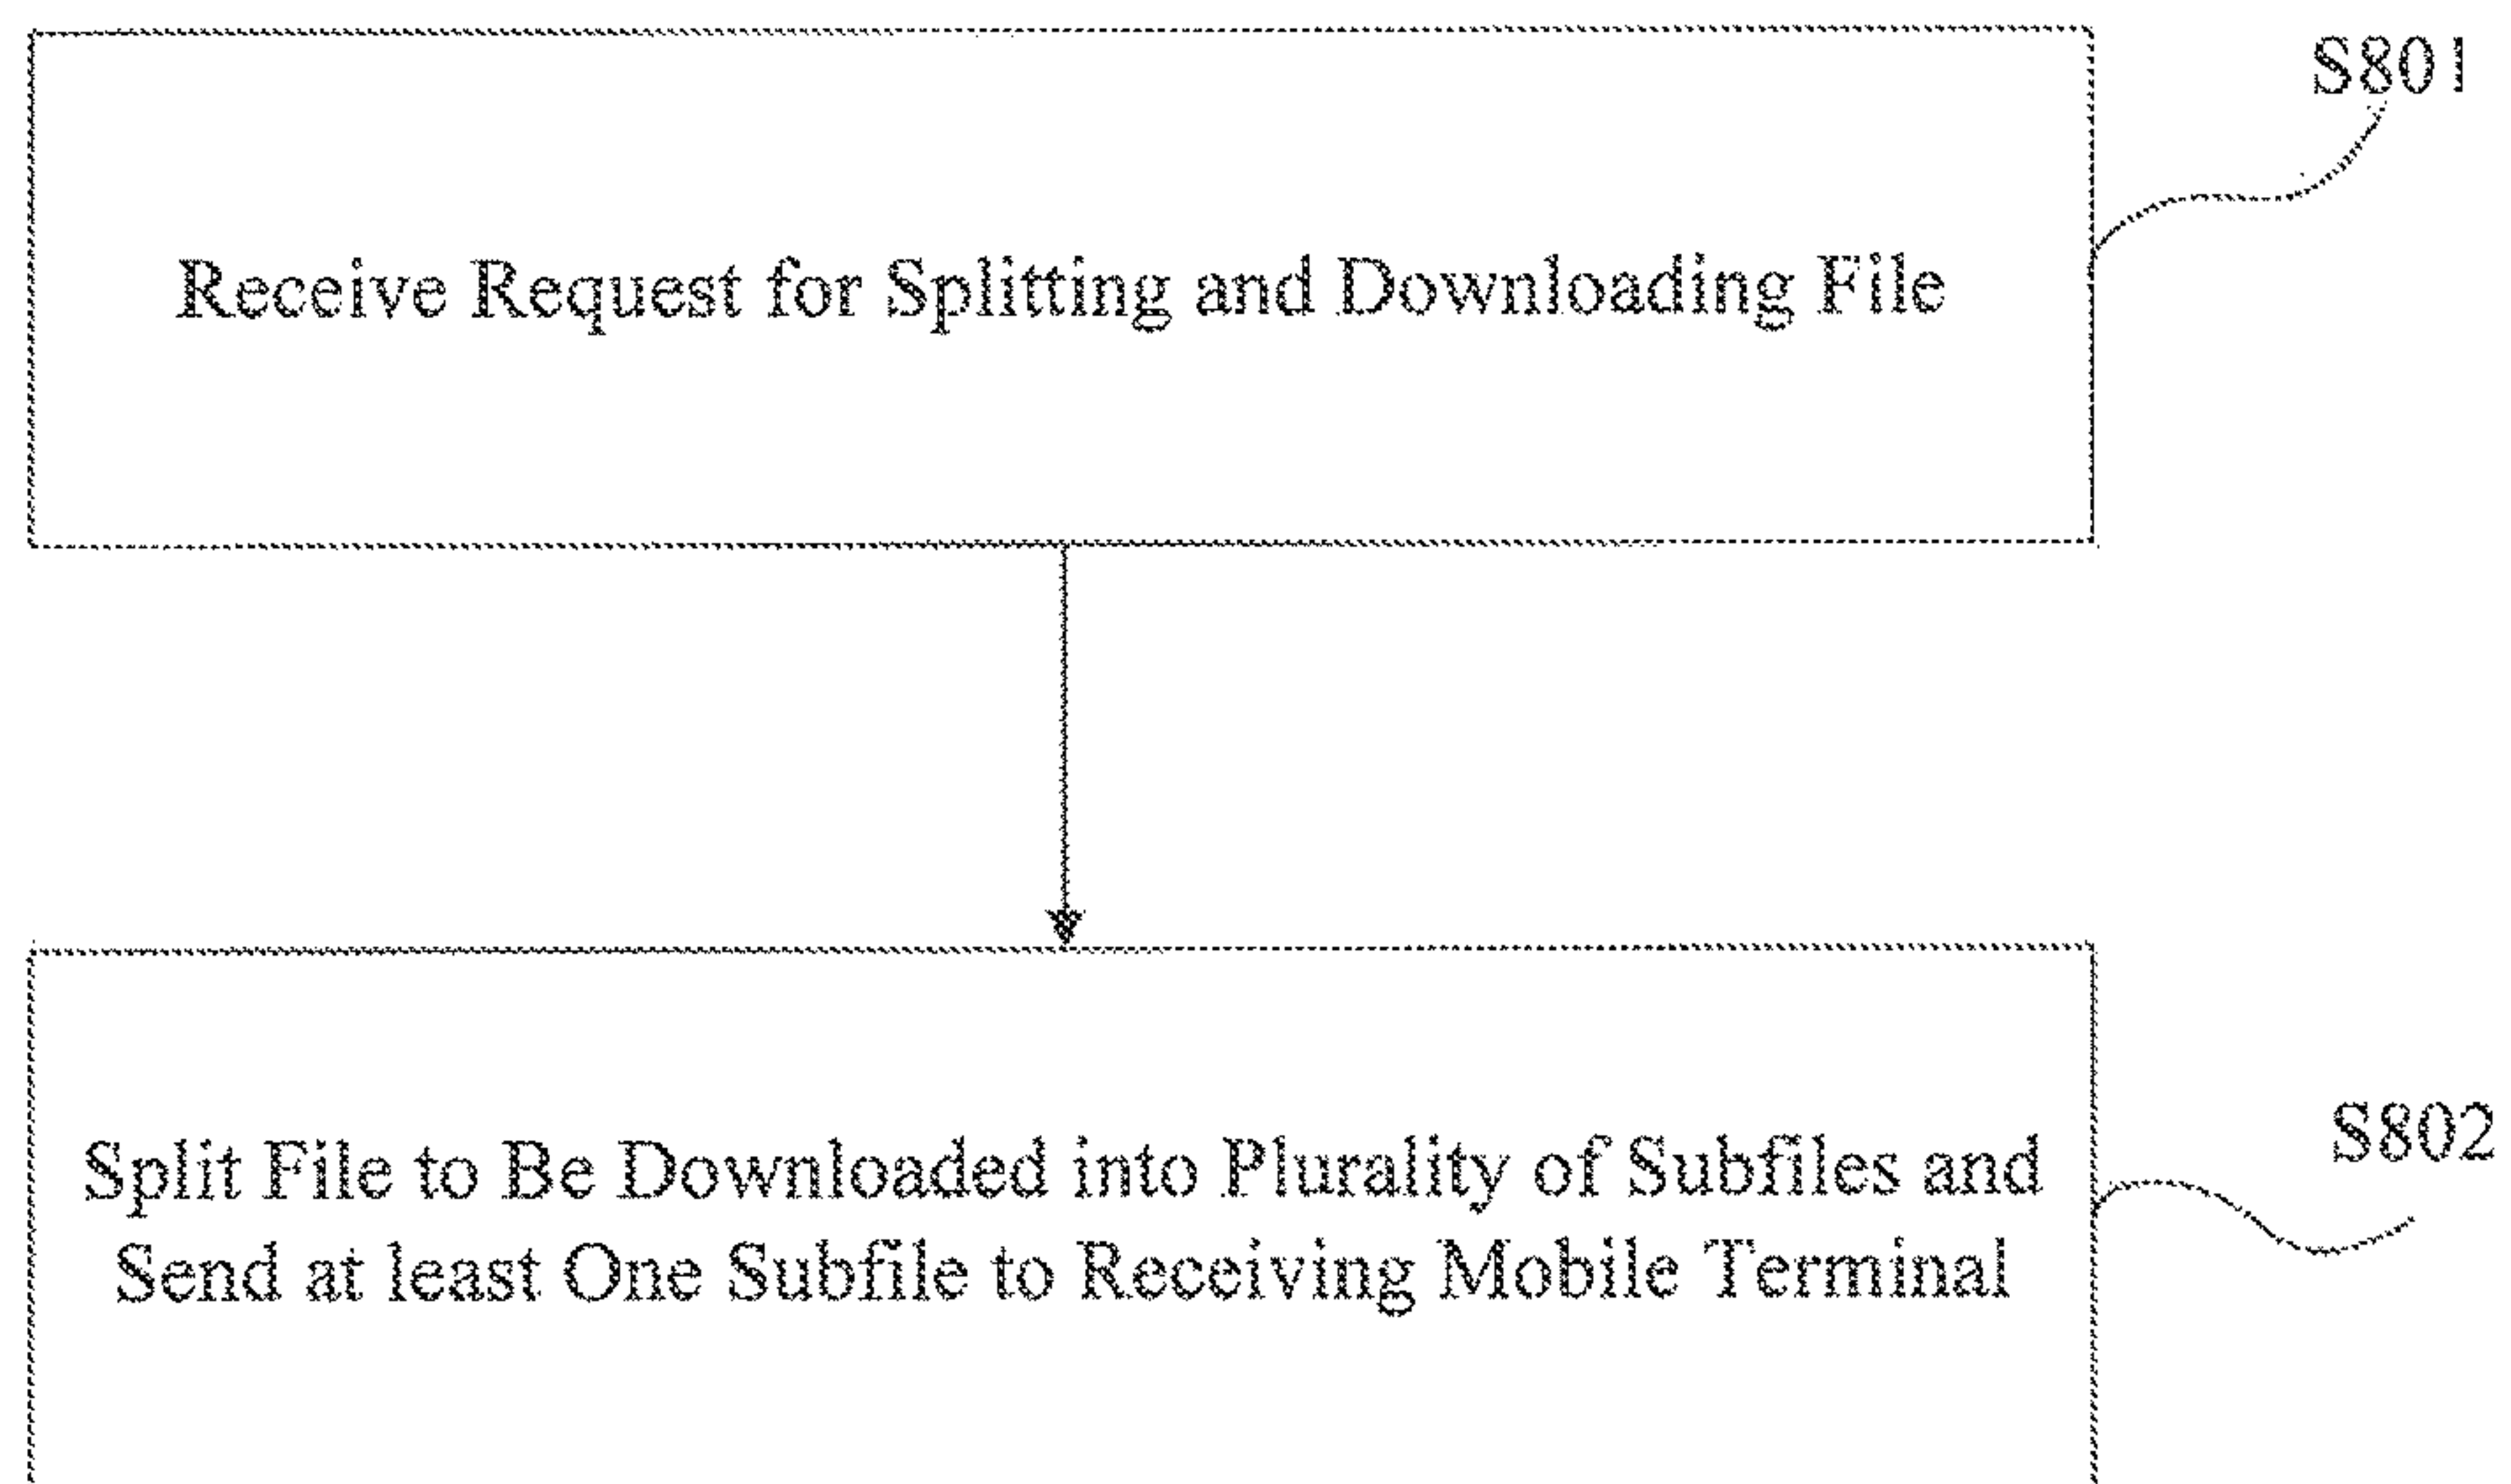 S801
Receive Request for Splitting and Downloading File
S802
Split File to Be Downloaded into Plurality of Subfiles and
Send at least One Subfile to Receiving Mobile Terminal